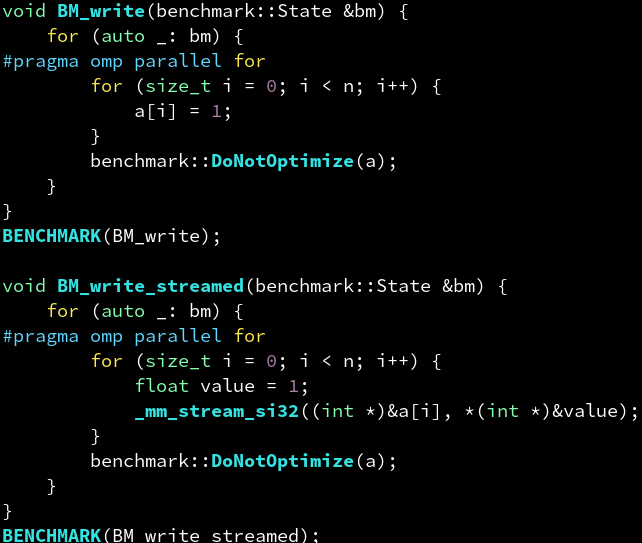 void BM_write(benchmark::State &bm) {
    for (auto _: bm) {
#pragma omp parallel for
        for (size_t i = 0; i < n; i++) {
            a[i] = 1;
        }
        benchmark::DoNotOptimize(a);
    }
}
BENCHMARK(BM_write);

void BM_write_streamed(benchmark::State &bm) {
    for (auto _: bm) {
#pragma omp parallel for
        for (size_t i = 0; i < n; i++) {
            float value = 1;
            _mm_stream_si32((int *)&a[i], *(int *)&value);
        }
        benchmark::DoNotOptimize(a);
    }
}
BENCHMARK(BM_write_streamed);